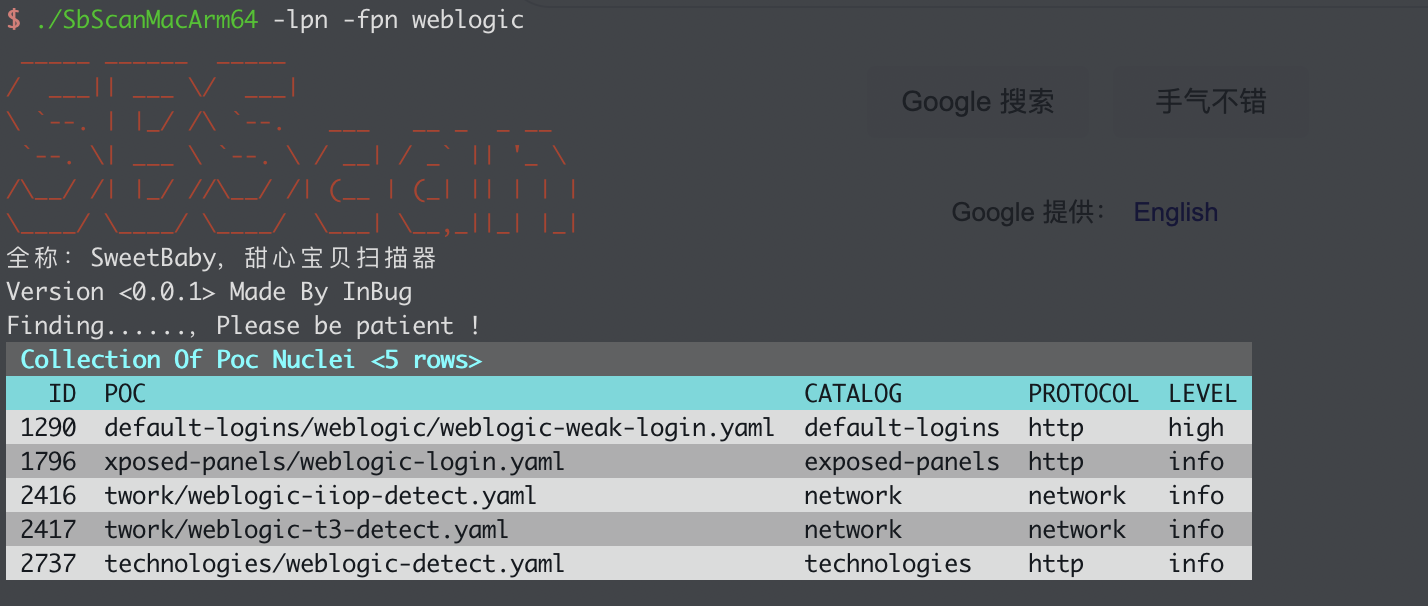 $ ./SbScanMacArm64 -lpn -fpn weblogic
SBScan
Google 搜索 手气不错
Google 提供： English
全称：SweetBaby, 甜心宝贝扫描器
Version <0.0.1> Made By InBug
Finding......, Please be patient !
Collection Of Poc Nuclei <5 rows>
ID POC CATALOG PROTOCOL LEVEL
1290 default-logins/weblogic/weblogic-weak-login.yaml default-logins http high
1796 xposed-panels/weblogic-login.yaml exposed-panels http info
2416 twork/weblogic-iiop-detect.yaml network network info
2417 twork/weblogic-t3-detect.yaml network network info
2737 technologies/weblogic-detect.yaml technologies http info